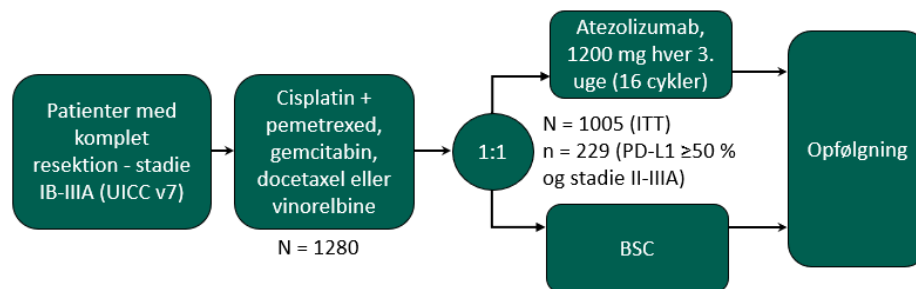 Patienter med
komplet
resektion - stadie
IB-IIIA (UICC v7)
Cisplatin +
pemetrexed,
gemcitabin,
docetaxel eller
vinorelbine
N = 1280
1:1
Atezolizumab,
1200 mg hver 3.
uge (16 cykler)
N = 1005 (ITT)
n = 229 (PD-L1 ≥50 %
og stadie II-IIIA)
BSC
Opfølgning